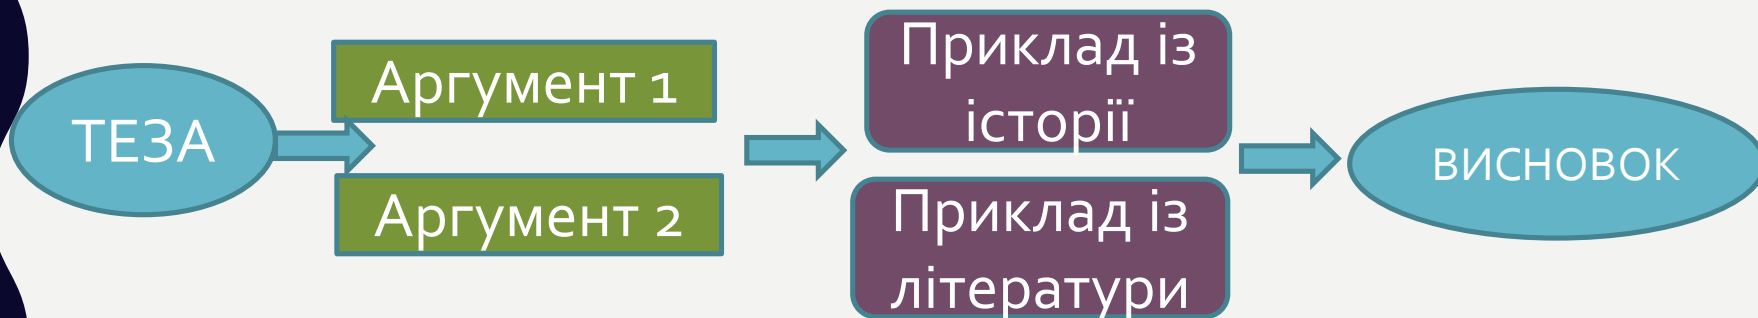 ТЕЗА
Аргумент 1
Аргумент 2
Приклад із
історії
Приклад із
літератури
ВИСНОВОК